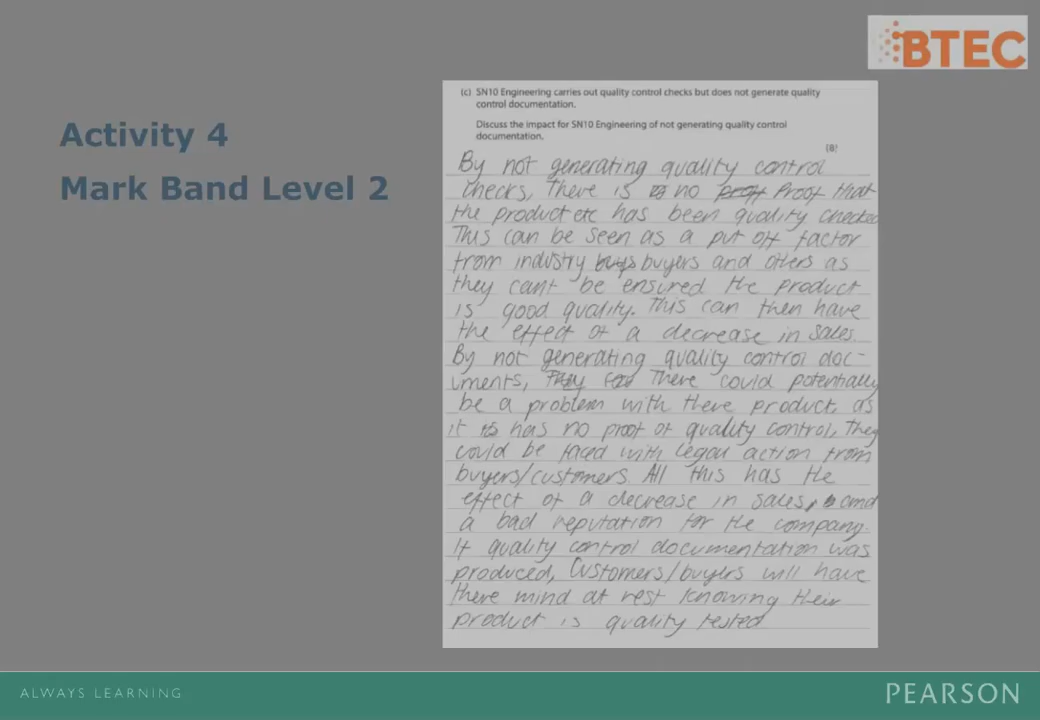 BTEC
Activity 4
Mark Band Level 2
(c) SN10 Engineering carries out quality control checks but does not generate quality
control documentation.
Discuss the impact for SN10 Engineering of not generating quality control
documentation.
(8)
By not generating quality control
checks, There is no Proof that
the product etc has been quality checked
This can be seen as a put off factor
from industry buyers and others as
they cant be ensured the product
is good quality. This can then have
the effect of a decrease in sales.
By not generating quality control doc-
uments, There could potentially
be a problem with there product, as
it has no proof of quality control, They
could be faced with legal action from
buyers/customers. All this has the
effect of a decrease in sales, and
a bad reputation for the company.
If quality control documentation was
produced, Customers/buyers will have
there mind at rest knowing their
product is quality tested
ALWAYS LEARNING
PEARSON